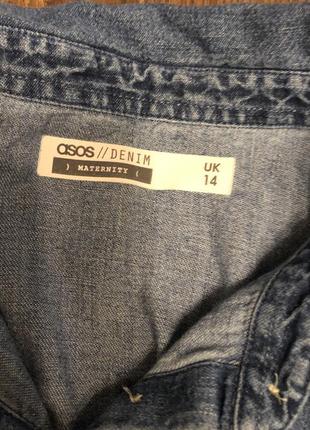 asos//DENIM
) MATERNITY (
UK
14